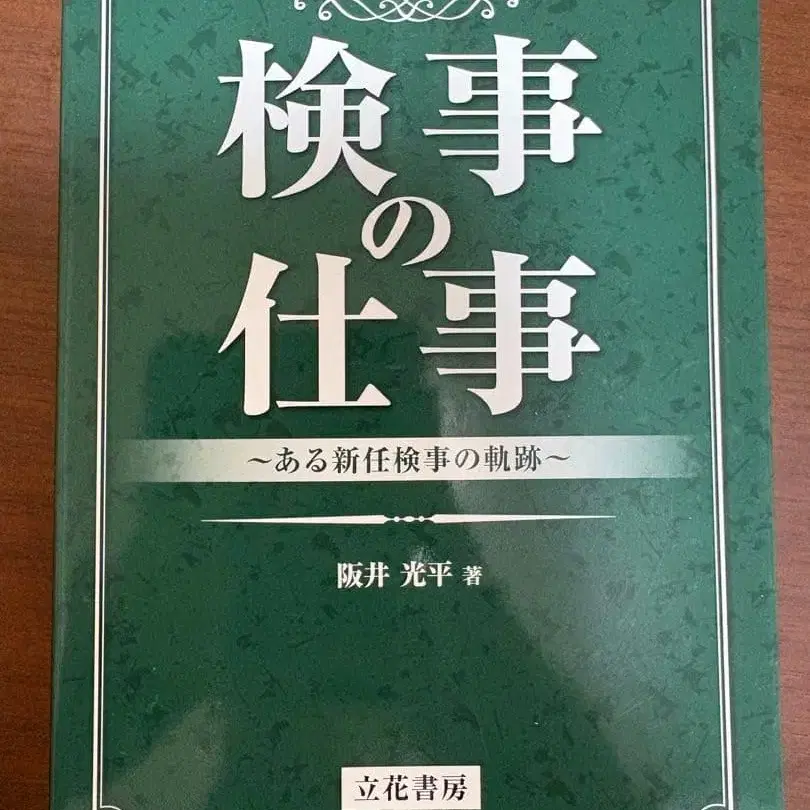 検事
の
仕事
～ある新任検事の軌跡～
阪井 光平 著
立花書房